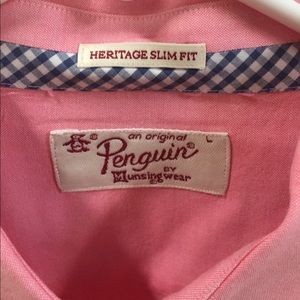 HERITAGE SLIM FIT
an original L
Penguin®
BY
Munsingwear®